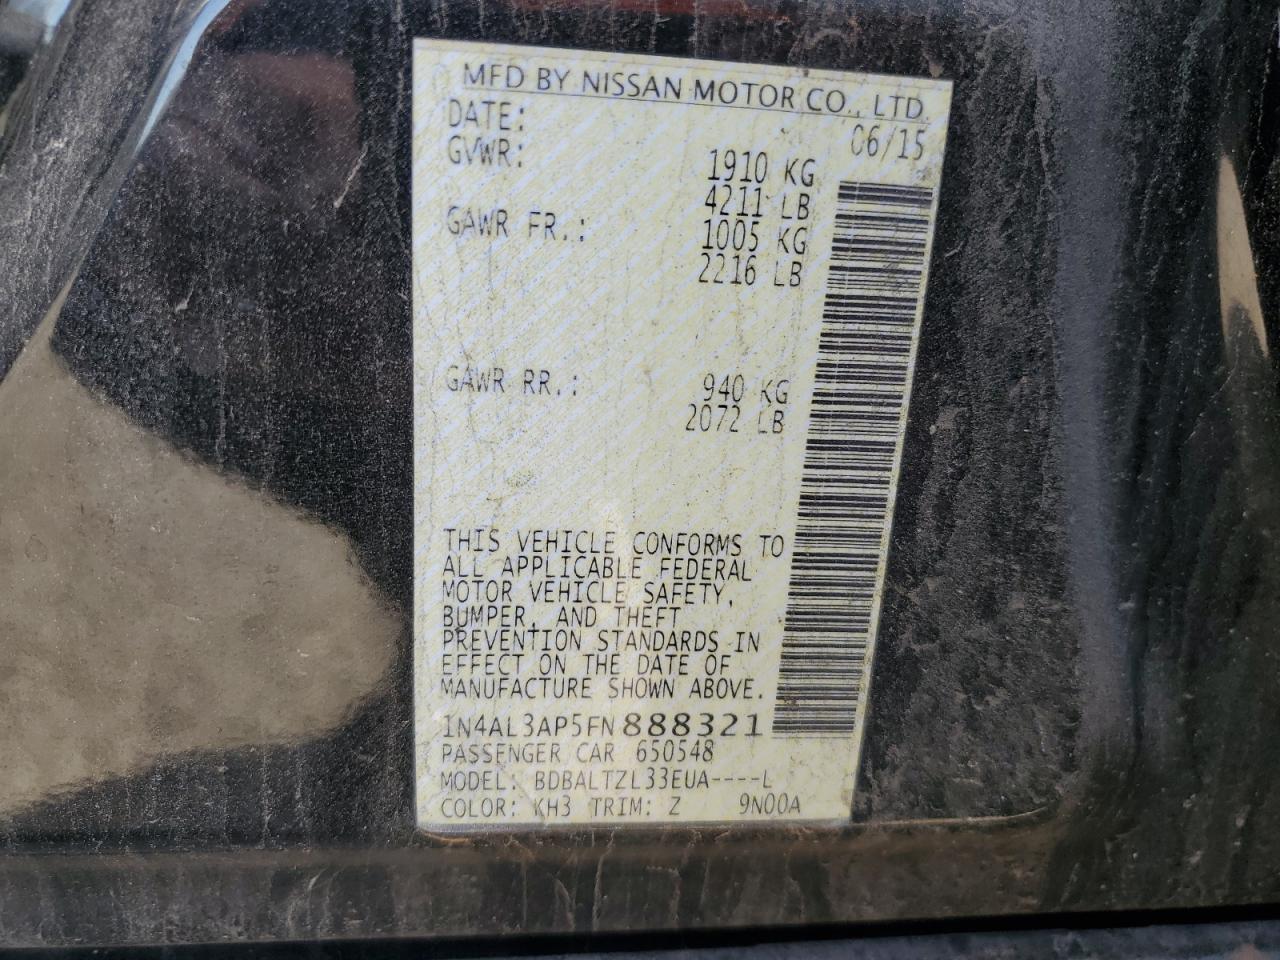 MFD BY NISSAN MOTOR CO., LTD.
DATE: 06/15
GVWR: 1910 KG
4211 LB
GAWR FR.: 1005 KG
2216 LB
GAWR RR.: 940 KG
2072 LB
THIS VEHICLE CONFORMS TO
ALL APPLICABLE FEDERAL
MOTOR VEHICLE SAFETY,
BUMPER, AND THEFT
PREVENTION STANDARDS IN
EFFECT ON THE DATE OF
MANUFACTURE SHOWN ABOVE.
1N4AL3AP5FN888321
PASSENGER CAR 650548
MODEL: BDBALTZL33EUA----L
COLOR: KH3 TRIM: Z 9N00A